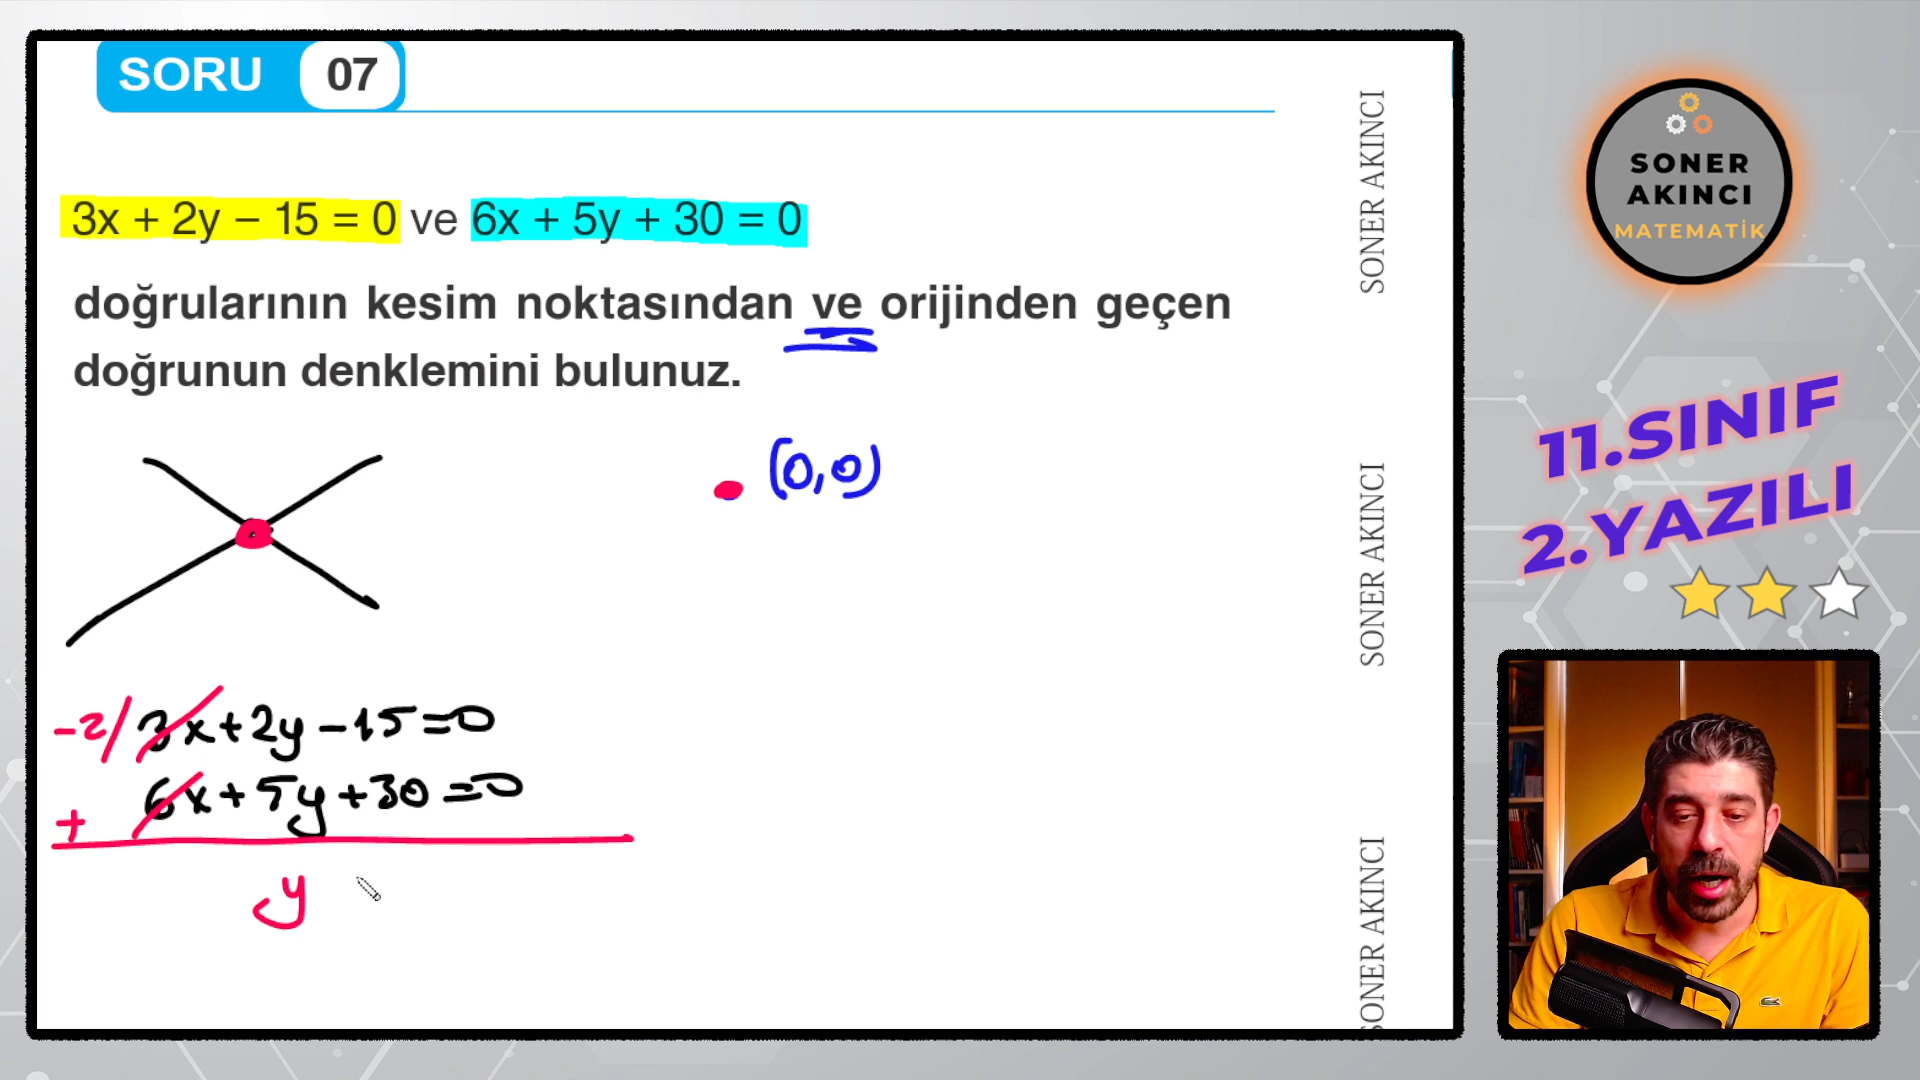 SORU 07
3x + 2y – 15 = 0 ve 6x + 5y + 30 = 0
doğrularının kesim noktasından ve orijinden geçen
doğrunun denklemini bulunuz.
(0,0)
-2/ 3x+2y-15=0
+ 6x+5y+30=0
y
SONER AKINCI
SONER AKINCI
SONER AKINCI
SONER
AKINCI
MATEMATİK
11.SINIF
2.YAZILI